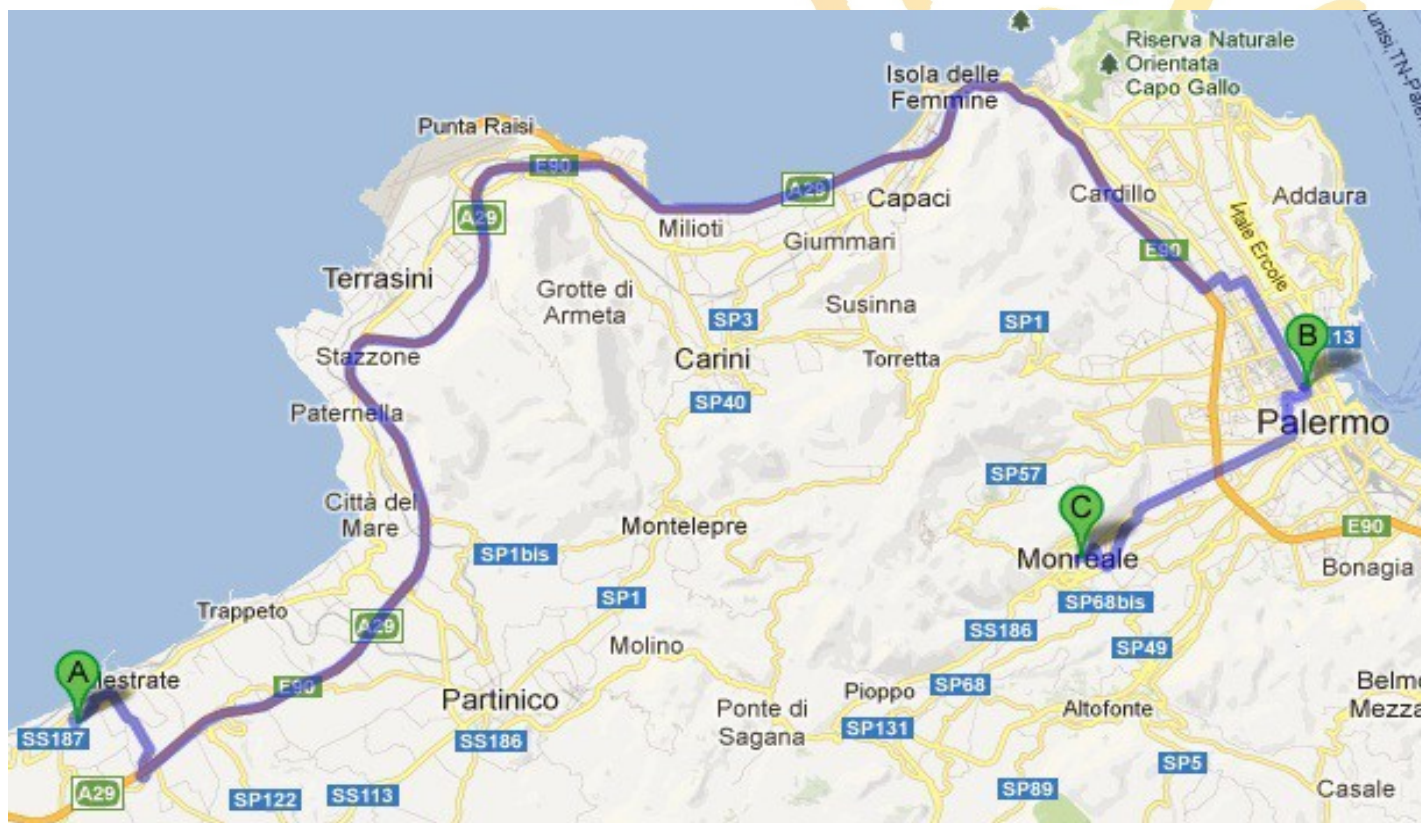 Riserva Naturale
Orientata
Capo Gallo
Isola delle
Femmine
Punta Raisi
E90
A29
Capaci
Cardillo
Addaura
A29
Milioti
Giummari
Viale Ercole
E90
Terrasini
Grotte di
Armeta
SP3
Susinna
SP1
B
13
Stazzone
Carini
Torretta
SP40
Paternella
Palermo
SP57
Città del
Mare
Montelepre
C
E90
SP1bis
Monreale
Bonagia
Trappeto
SP1
SP68bis
A29
SS186
SP49
Molino
A
lestrate
E90
Partinico
Pioppo
SP68
Belm
Mezza
Ponte di
Sagana
Altofonte
SS187
SS186
SP131
SP5
A29
SP122
SS113
SP89
Casale